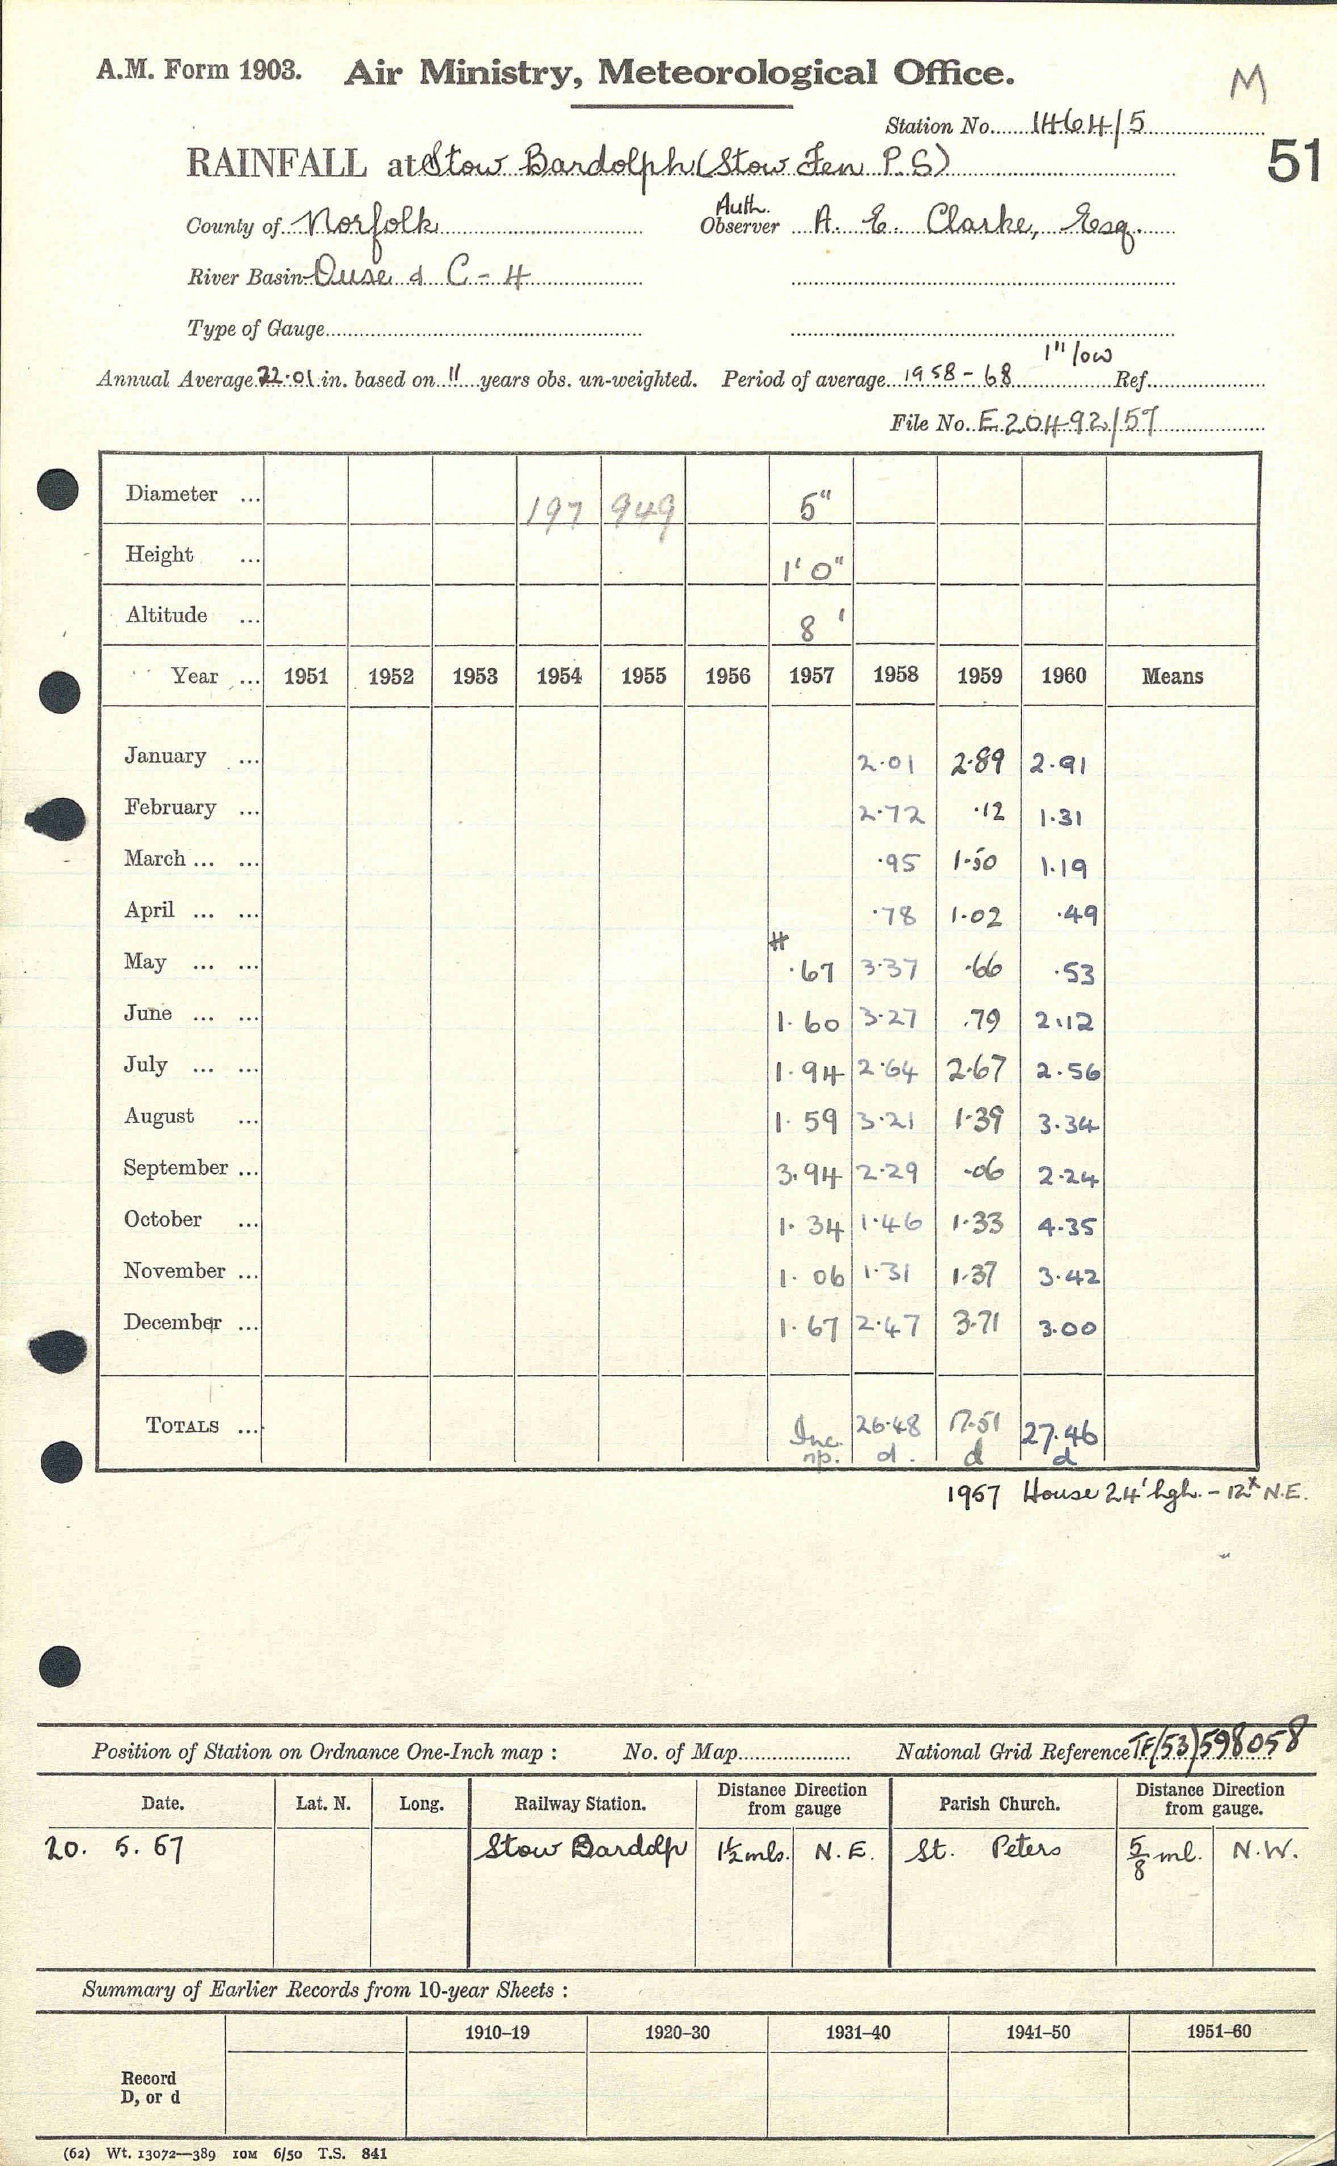 A.M. Form 1903. Air Ministry, Meteorological Office.
M
Station No. 1464/5
RAINFALL at Stow Bardolph (Stow Fen P.S)
51
County of Norfolk Auth. Observer A. E. Clarke, Esq.
River Basin Ouse & C - 4
Type of Gauge
1" low
Annual Average 22.01 in. based on 11 years obs. un-weighted. Period of average 1958-68 Ref.
File No. E20492/57
Diameter ... 197 949 5"
Height ... 1' 0"
Altitude ... 8'
Year ... 1951 1952 1953 1954 1955 1956 1957 1958 1959 1960 Means
January ... 2.01 2.89 2.91
February ... 2.72 .12 1.31
March ... ... .95 1.50 1.19
April ... ... .78 1.02 .49
#
May ... ... .67 3.37 .66 .53
June ... ... 1.60 3.27 .79 2.12
July ... ... 1.94 2.64 2.67 2.56
August ... 1.59 3.21 1.39 3.34
September ... 3.94 2.29 .06 2.24
October ... 1.34 1.46 1.33 4.35
November ... 1.06 1.31 1.37 3.42
December ... 1.67 2.47 3.71 3.00
TOTALS ... Inc. 26.48 17.51 27.46
np. d. d d
1957 House 24' hgh. - 12x N.E.
Position of Station on Ordnance One-Inch map : No. of Map National Grid Reference TF(53)598058
Date. Lat. N. Long. Railway Station. Distance Direction from gauge Parish Church. Distance Direction from gauge.
20. 5. 57 Stow Bardolp 1½ mls. N.E. St. Peters 5/8 ml. N.W.
Summary of Earlier Records from 10-year Sheets :
1910-19 1920-30 1931-40 1941-50 1951-60
Record
D, or d
(62) Wt. 13072—389 10M 6/50 T.S. 841